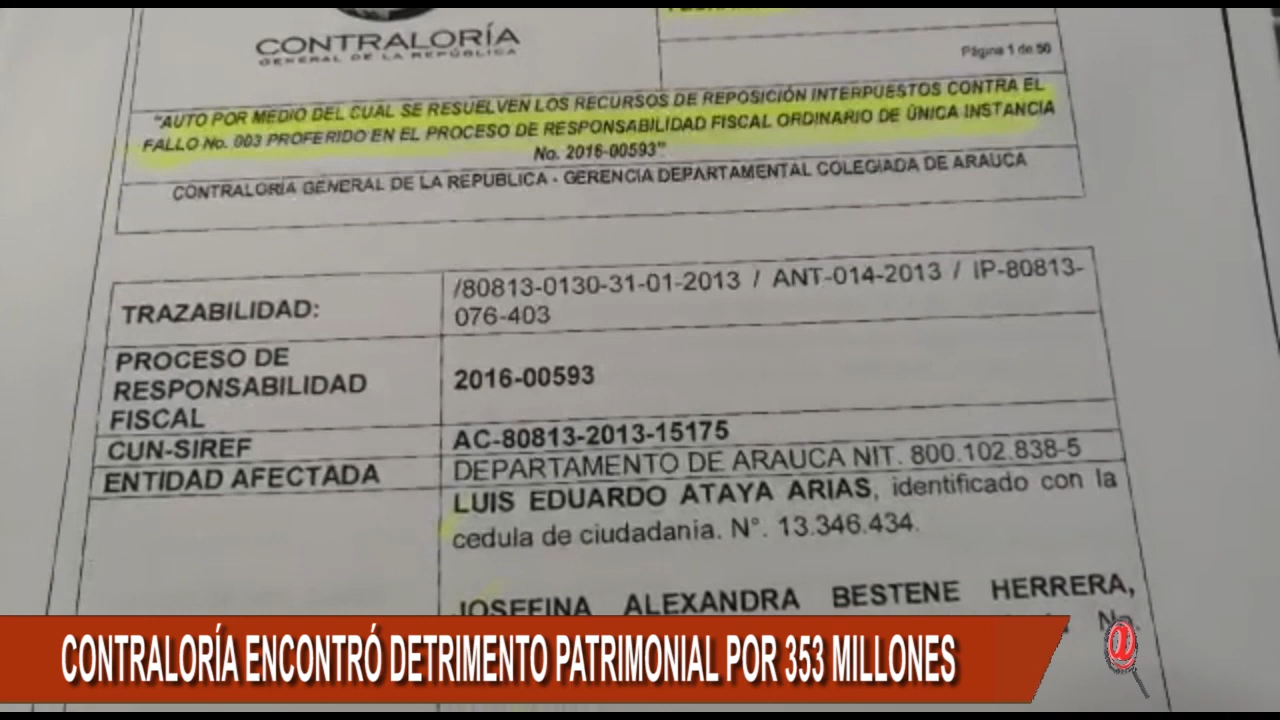 CONTRALORÍA
GENERAL DE LA REPÚBLICA
Página 1 de 50
"AUTO POR MEDIO DEL CUAL SE RESUELVEN LOS RECURSOS DE REPOSICIÓN INTERPUESTOS CONTRA EL
FALLO No. 003 PROFERIDO EN EL PROCESO DE RESPONSABILIDAD FISCAL ORDINARIO DE ÚNICA INSTANCIA
No. 2016-00593"
CONTRALORÍA GENERAL DE LA REPUBLICA - GERENCIA DEPARTAMENTAL COLEGIADA DE ARAUCA
TRAZABILIDAD:
/80813-0130-31-01-2013 / ANT-014-2013 / IP-80813-
076-403
PROCESO DE
RESPONSABILIDAD
FISCAL
2016-00593
CUN-SIREF
AC-80813-2013-15175
ENTIDAD AFECTADA
DEPARTAMENTO DE ARAUCA NIT. 800.102.838-5
LUIS EDUARDO ATAYA ARIAS, identificado con la
cedula de ciudadania. N°. 13.346.434.
JOSEFINA ALEXANDRA BESTENE HERRERA,
No.
CONTRALORÍA ENCONTRÓ DETRIMENTO PATRIMONIAL POR 353 MILLONES